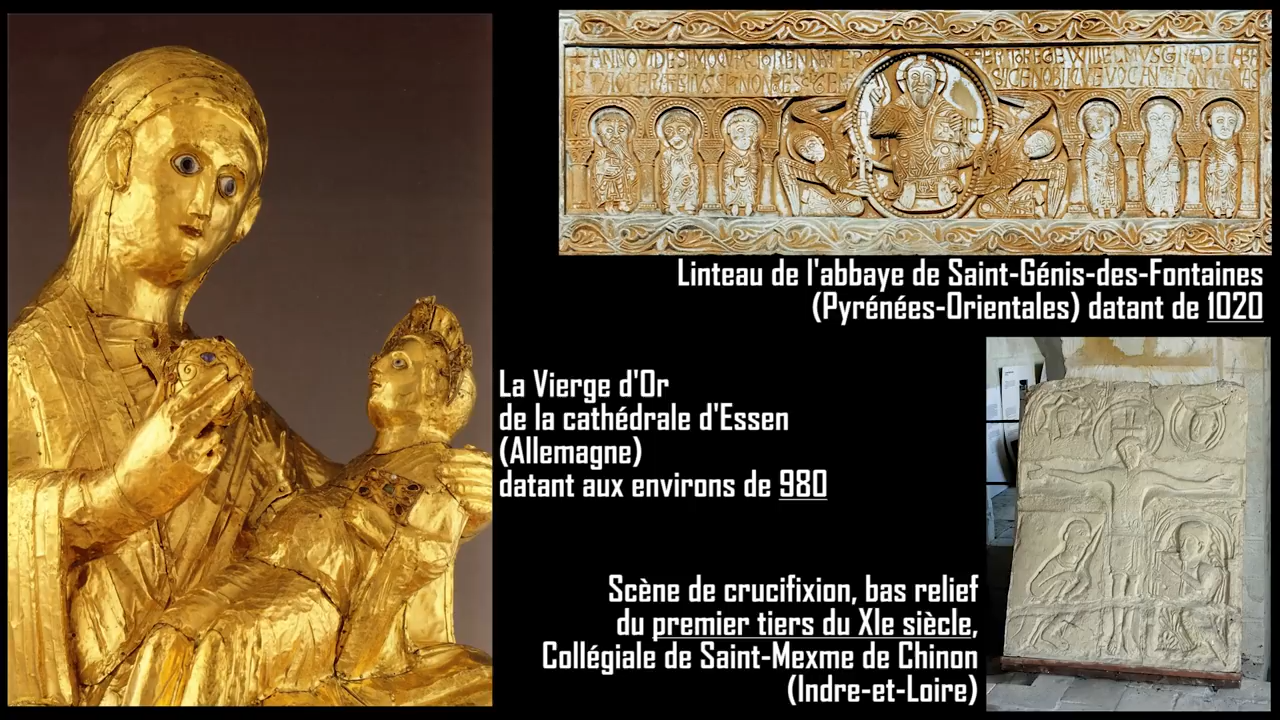 Linteau de l'abbaye de Saint-Génis-des-Fontaines
(Pyrénées-Orientales) datant de 1020
La Vierge d'Or
de la cathédrale d'Essen
(Allemagne)
datant aux environs de 980
Scène de crucifixion, bas relief
du premier tiers du XIe siècle,
Collégiale de Saint-Mexme de Chinon
(Indre-et-Loire)